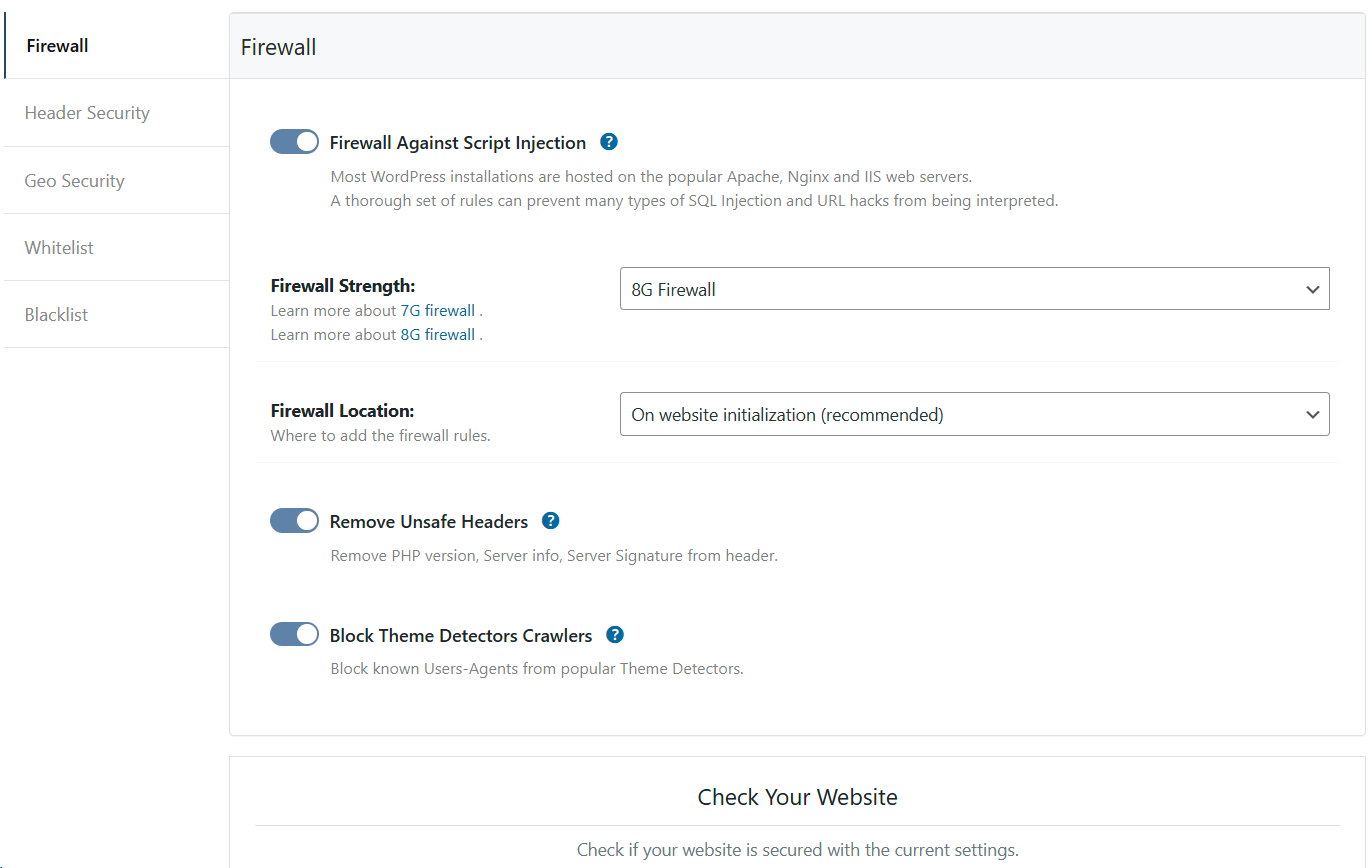 Firewall
Header Security
Geo Security
Whitelist
Blacklist
Firewall
Firewall Against Script Injection ?
Most WordPress installations are hosted on the popular Apache, Nginx and IIS web servers.
A thorough set of rules can prevent many types of SQL Injection and URL hacks from being interpreted.
Firewall Strength:
Learn more about 7G firewall .
Learn more about 8G firewall .
8G Firewall
Firewall Location:
Where to add the firewall rules.
On website initialization (recommended)
Remove Unsafe Headers ?
Remove PHP version, Server info, Server Signature from header.
Block Theme Detectors Crawlers ?
Block known Users-Agents from popular Theme Detectors.
Check Your Website
Check if your website is secured with the current settings.